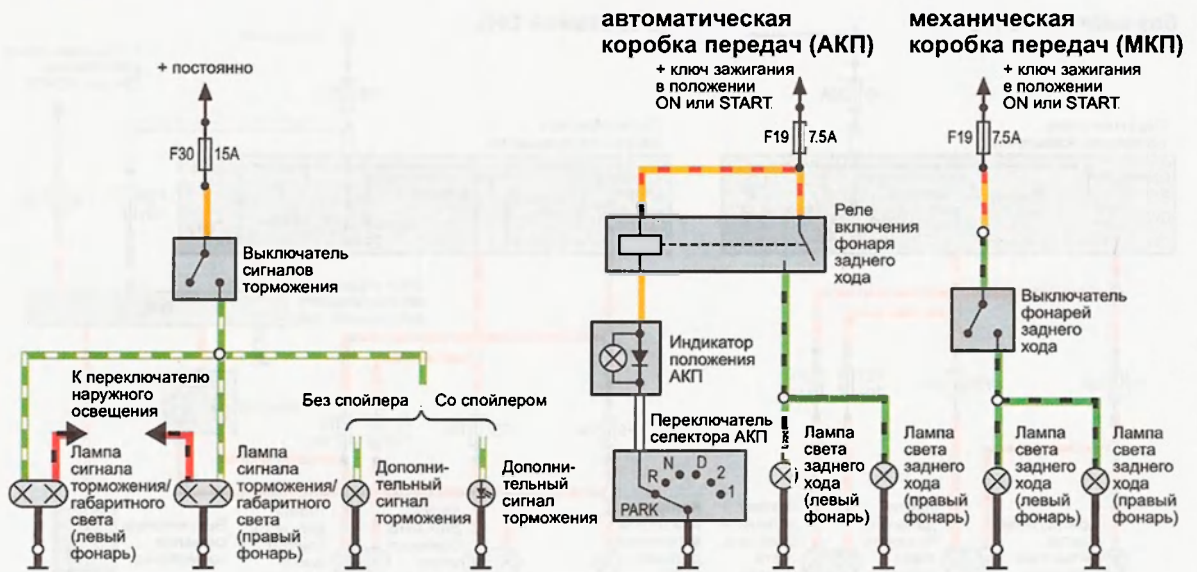 автоматическая
коробка передач (АКП)
механическая
коробка передач (МКП)
+ постоянно
+ ключ зажигания
в положении
ON или START
+ ключ зажигания
е положении
ON или START
F30 15A
F19 7.5A
F19 7.5A
Выключатель
сигналов
торможения
Реле
включения
фонаря
заднего
хода
Выключатель
фонарей
заднего
хода
Индикатор
положения
АКП
К переключателю
наружного
освещения
Без спойлера
Со спойлером
Переключатель
селектора АКП
PARK R N D 2 1
Лампа
сигнала
торможения/
габаритного
света
(левый
фонарь)
Лампа
сигнала
торможения/
габаритного
света
(правый
фонарь)
Дополни-
тельный
сигнал
торможения
Дополни-
тельный
сигнал
торможения
Лампа
света
заднего
хода
(левый
фонарь)
Лампа
света
заднего
хода
(правый
фонарь)
Лампа
света
заднего
хода
(левый
фонарь)
Лампа
света
заднего
хода
(правый
фонарь)